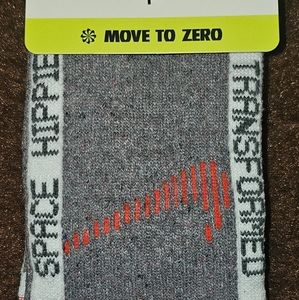 MOVE TO ZERO
SPACE HIPPIE
TRANSFORMED